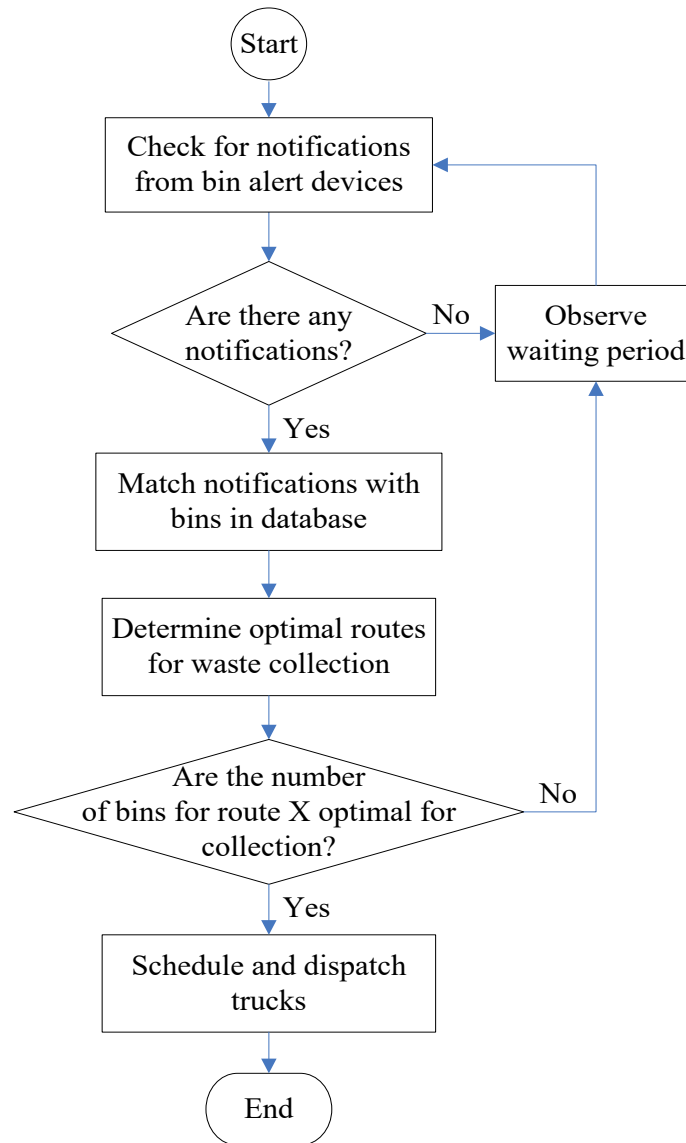 Start
Check for notifications
from bin alert devices
Are there any
notifications?
No
Observe
waiting period
Yes
Match notifications with
bins in database
Determine optimal routes
for waste collection
Are the number
of bins for route X optimal for
collection?
No
Yes
Schedule and dispatch
trucks
End